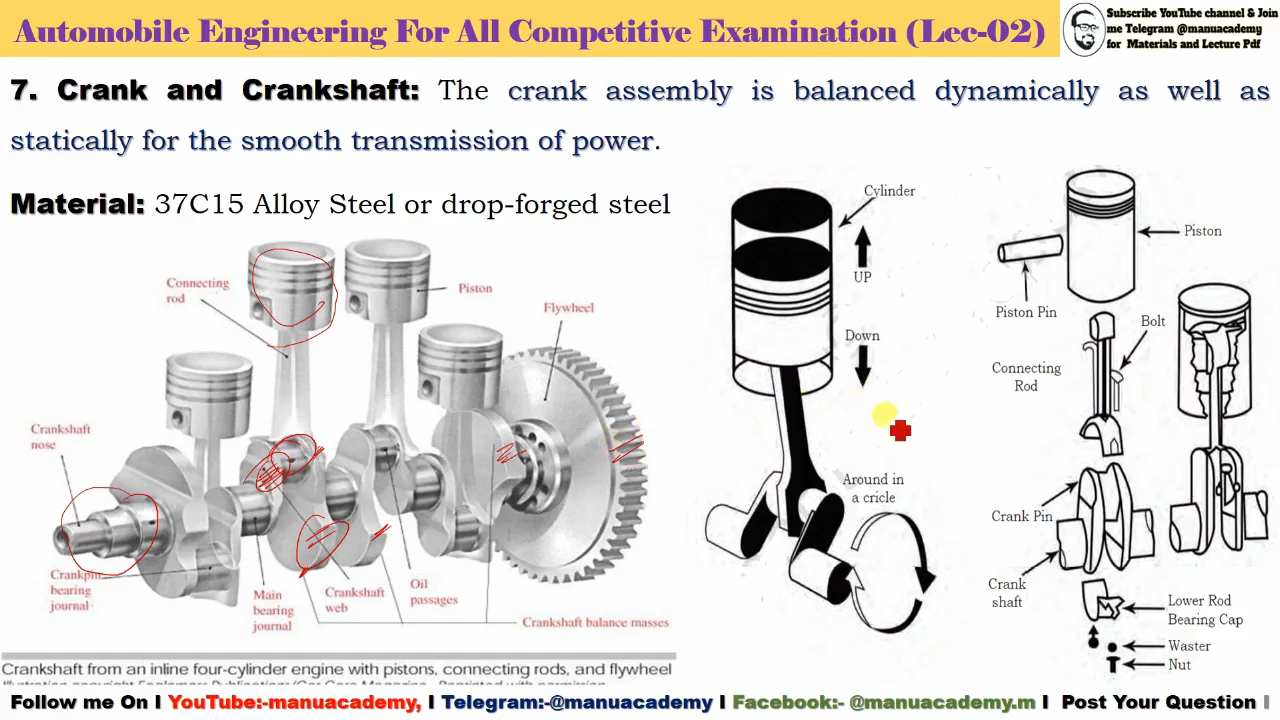 Automobile Engineering For All Competitive Examination (Lec-02)
Subscribe YouTube channel & Join
me Telegram @manuacademy
for Materials and Lecture Pdf
7. Crank and Crankshaft: The crank assembly is balanced dynamically as well as
statically for the smooth transmission of power.
Material: 37C15 Alloy Steel or drop-forged steel
Connecting
rod
Piston
Flywheel
Crankshaft
nose
Crankpin
bearing
journal
Main
bearing
journal
Crankshaft
web
Oil
passages
Crankshaft balance masses
Crankshaft from an inline four-cylinder engine with pistons, connecting rods, and flywheel
Cylinder
UP
Down
Around in
a cricle
Piston
Piston Pin
Bolt
Connecting
Rod
Crank Pin
Crank
shaft
Lower Rod
Bearing Cap
Waster
Nut
Follow me On I YouTube:-manuacademy, I Telegram:-@manuacademy I Facebook:- @manuacademy.m I Post Your Question I